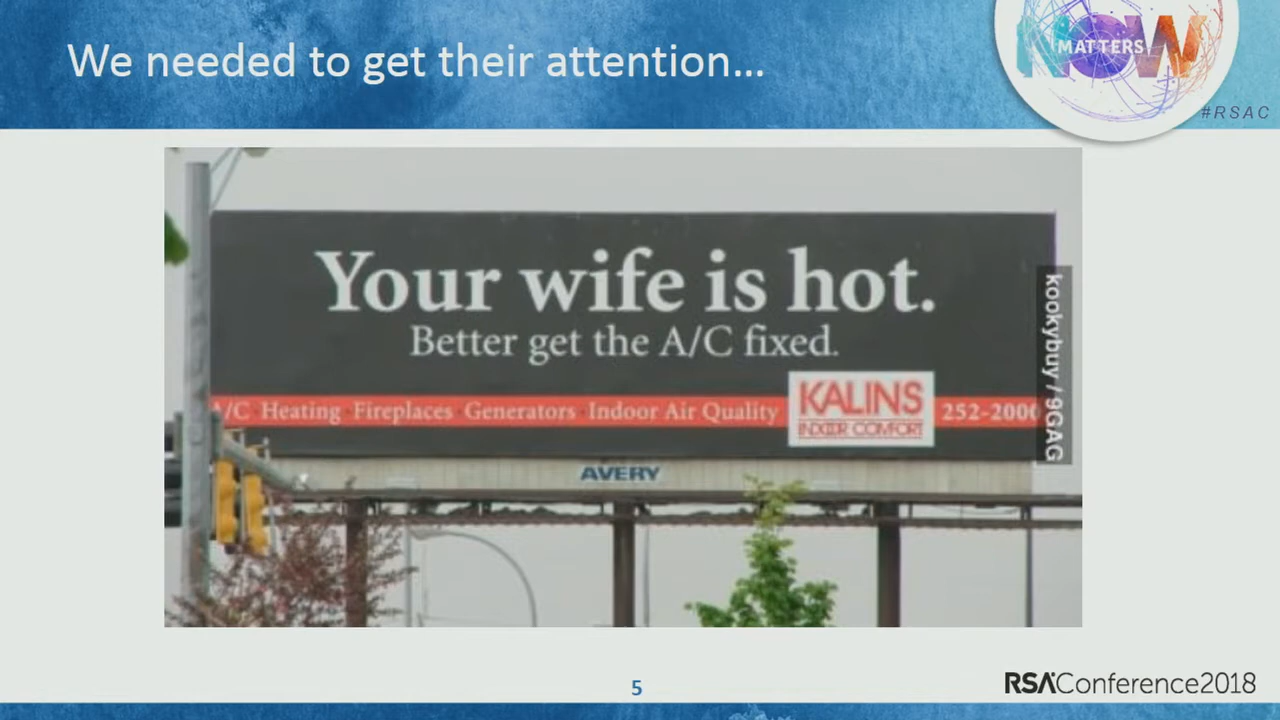 We needed to get their attention...
NOW
MATTERS
#RSAC
Your wife is hot.
Better get the A/C fixed.
A/C Heating Fireplaces Generators Indoor Air Quality
KALINS
INDOOR COMFORT
252-2000
AVERY
kookybuy / 9GAG
5
RSAConference2018